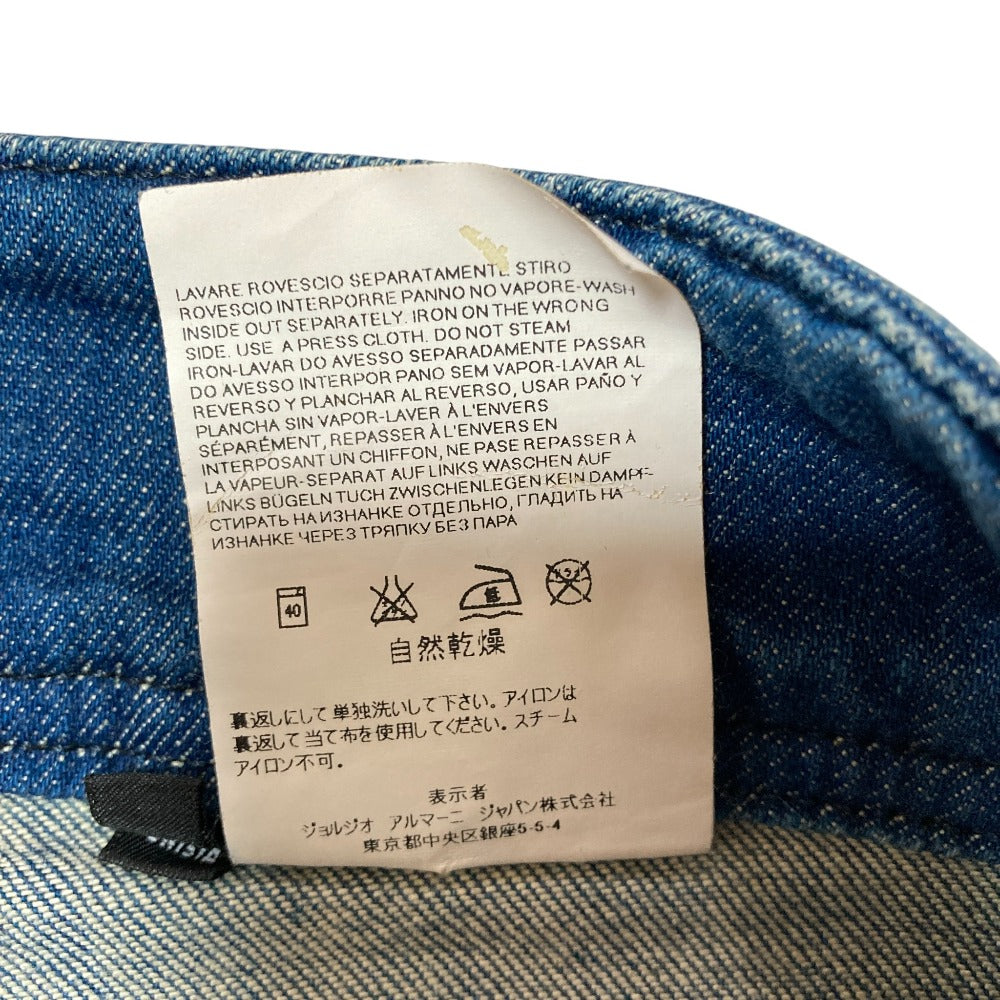 LAVARE ROVESCIO SEPARATAMENTE STIRO
ROVESCIO INTERPORRE PANNO NO VAPORE-WASH
INSIDE OUT SEPARATELY. IRON ON THE WRONG
SIDE. USE A PRESS CLOTH. DO NOT STEAM
IRON-LAVAR DO AVESSO SEPARADAMENTE PASSAR
DO AVESSO INTERPOR PANO SEM VAPOR-LAVAR AL
REVERSO Y PLANCHAR AL REVERSO, USAR PAÑO Y
PLANCHA SIN VAPOR-LAVER À L'ENVERS
SÉPARÉMENT, REPASSER À L'ENVERS EN
INTERPOSANT UN CHIFFON, NE PASE REPASSER À
LA VAPEUR-SEPARAT AUF LINKS WASCHEN AUF
LINKS BÜGELN TUCH ZWISCHENLEGEN KEIN DAMPF-
СТИРАТЬ НА ИЗНАНКЕ ОТДЕЛЬНО, ГЛАДИТЬ НА
ИЗНАНКЕ ЧЕРЕЗ ТРЯПКУ БЕЗ ПАРА
40
自然乾燥
裏返しにして単独洗いして下さい。アイロンは
裏返して当て布を使用してください。スチーム
アイロン不可。
表示者
ジョルジオ アルマーニ ジャパン株式会社
東京都中央区銀座5-5-4